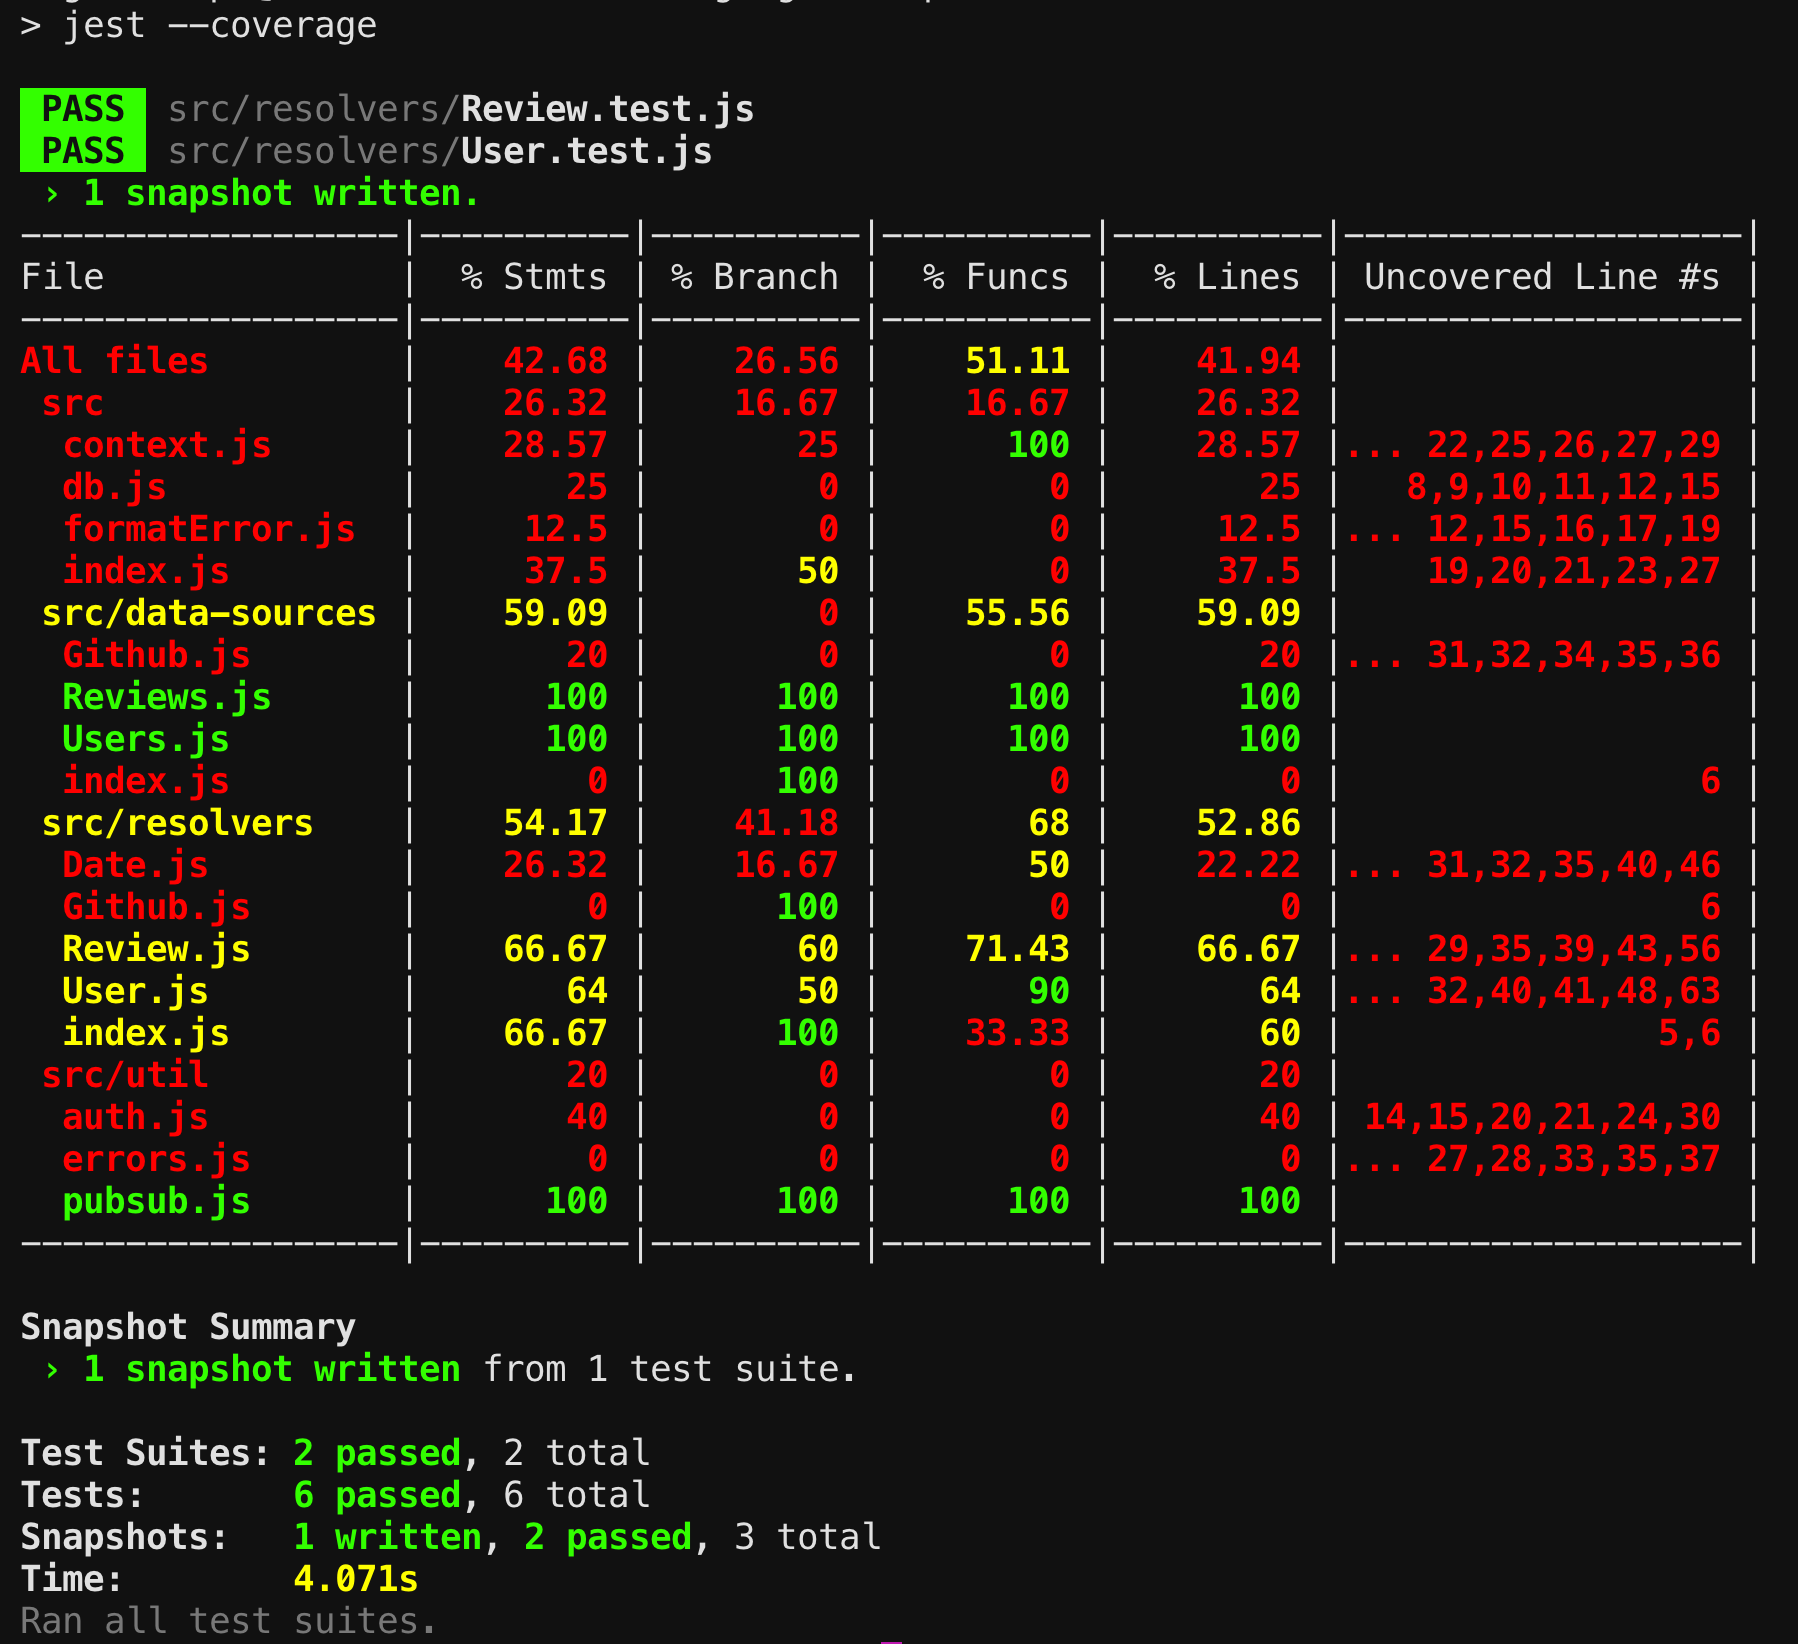 > jest --coverage
PASS src/resolvers/Review.test.js
PASS src/resolvers/User.test.js
› 1 snapshot written.
------------------|----------|----------|----------|----------|-------------------|
File              |  % Stmts | % Branch |  % Funcs |  % Lines | Uncovered Line #s |
------------------|----------|----------|----------|----------|-------------------|
All files         |    42.68 |    26.56 |    51.11 |    41.94 |                   |
 src              |    26.32 |    16.67 |    16.67 |    26.32 |                   |
  context.js      |    28.57 |       25 |      100 |    28.57 |... 22,25,26,27,29 |
  db.js           |       25 |        0 |        0 |       25 |   8,9,10,11,12,15 |
  formatError.js  |     12.5 |        0 |        0 |     12.5 |... 12,15,16,17,19 |
  index.js        |     37.5 |       50 |        0 |     37.5 |    19,20,21,23,27 |
 src/data-sources |    59.09 |        0 |    55.56 |    59.09 |                   |
  Github.js       |       20 |        0 |        0 |       20 |... 31,32,34,35,36 |
  Reviews.js      |      100 |      100 |      100 |      100 |                   |
  Users.js        |      100 |      100 |      100 |      100 |                   |
  index.js        |        0 |      100 |        0 |        0 |                 6 |
 src/resolvers    |    54.17 |    41.18 |       68 |    52.86 |                   |
  Date.js         |    26.32 |    16.67 |       50 |    22.22 |... 31,32,35,40,46 |
  Github.js       |        0 |      100 |        0 |        0 |                 6 |
  Review.js       |    66.67 |       60 |    71.43 |    66.67 |... 29,35,39,43,56 |
  User.js         |       64 |       50 |       90 |       64 |... 32,40,41,48,63 |
  index.js        |    66.67 |      100 |    33.33 |       60 |               5,6 |
 src/util         |       20 |        0 |        0 |       20 |                   |
  auth.js         |       40 |        0 |        0 |       40 | 14,15,20,21,24,30 |
  errors.js       |        0 |        0 |        0 |        0 |... 27,28,33,35,37 |
  pubsub.js       |      100 |      100 |      100 |      100 |                   |
------------------|----------|----------|----------|----------|-------------------|
Snapshot Summary
› 1 snapshot written from 1 test suite.
Test Suites: 2 passed, 2 total
Tests:       6 passed, 6 total
Snapshots:   1 written, 2 passed, 3 total
Time:        4.071s
Ran all test suites.